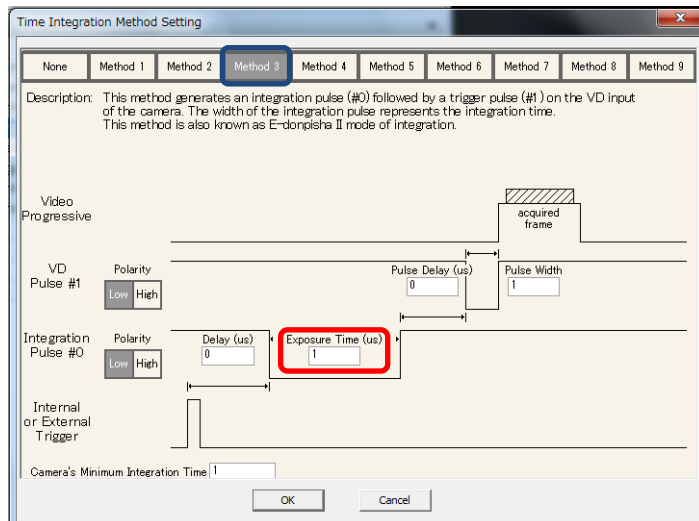 Time Integration Method Setting
None Method 1 Method 2 Method 3 Method 4 Method 5 Method 6 Method 7 Method 8 Method 9
Description: This method generates an integration pulse (#0) followed by a trigger pulse (#1) on the VD input
of the camera. The width of the integration pulse represents the integration time.
This method is also known as E-donpisha II mode of integration.
Video
Progressive
acquired
frame
VD
Pulse #1
Polarity
Low High
Pulse Delay (us)
0
Pulse Width
1
Integration
Pulse #0
Polarity
Low High
Delay (us)
0
Exposure Time (us)
1
Internal
or External
Trigger
Camera's Minimum Integration Time 1
OK Cancel